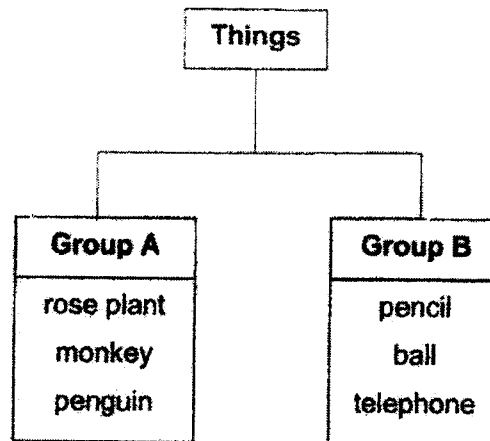 Things
Group A
rose plant
monkey
penguin
Group B
pencil
ball
telephone